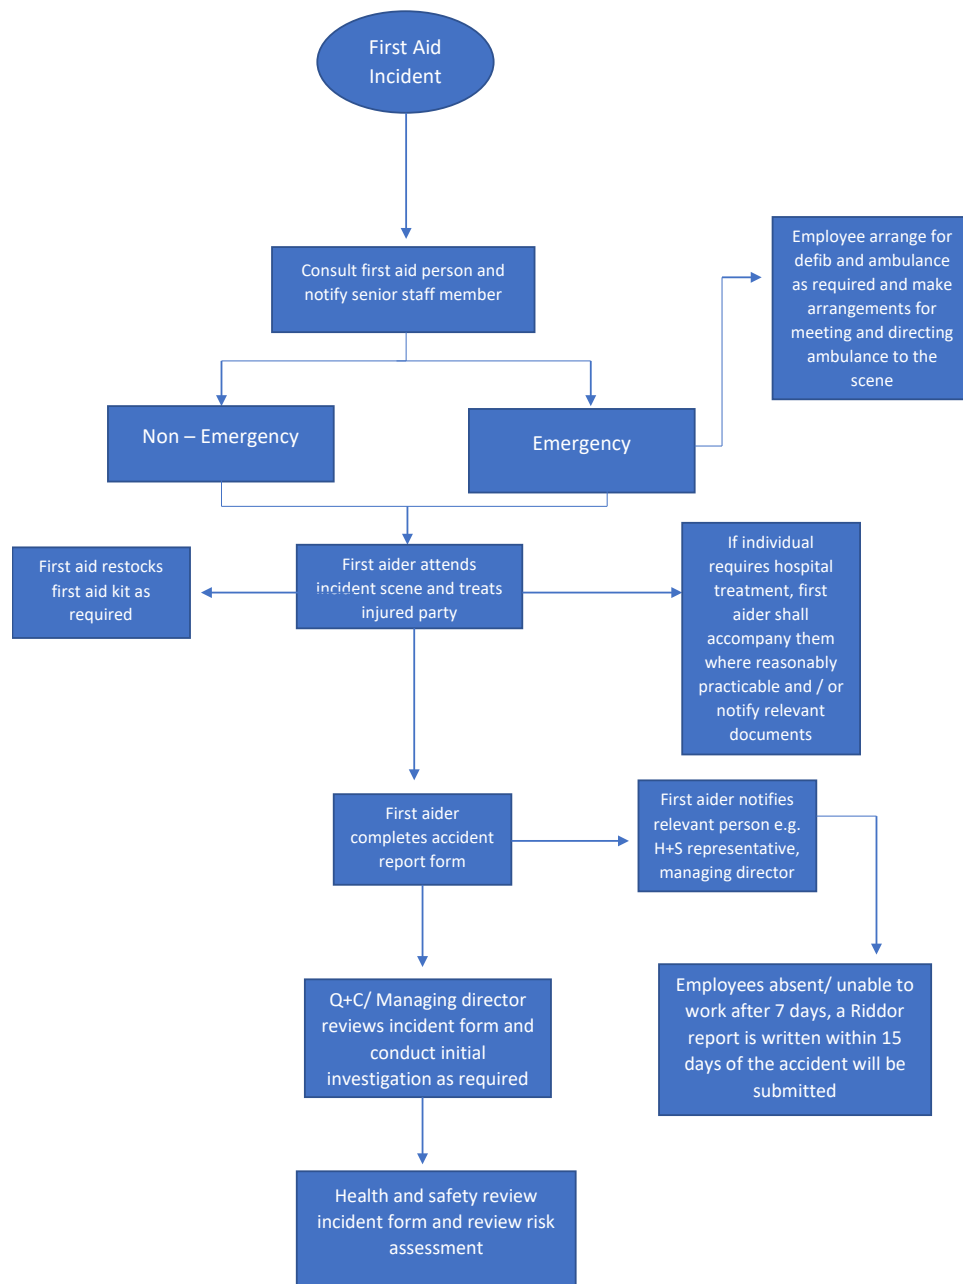 First Aid
Incident
Consult first aid person and
notify senior staff member
Employee arrange for
defib and ambulance
as required and make
arrangements for
meeting and directing
ambulance to the
scene
Non – Emergency
Emergency
First aid restocks
first aid kit as
required
First aider attends
incident scene and treats
injured party
If individual
requires hospital
treatment, first
aider shall
accompany them
where reasonably
practicable and / or
notify relevant
documents
First aider
completes accident
report form
First aider notifies
relevant person e.g.
H+S representative,
managing director
Q+C/ Managing director
reviews incident form and
conduct initial
investigation as required
Employees absent/ unable to
work after 7 days, a Riddor
report is written within 15
days of the accident will be
submitted
Health and safety review
incident form and review risk
assessment